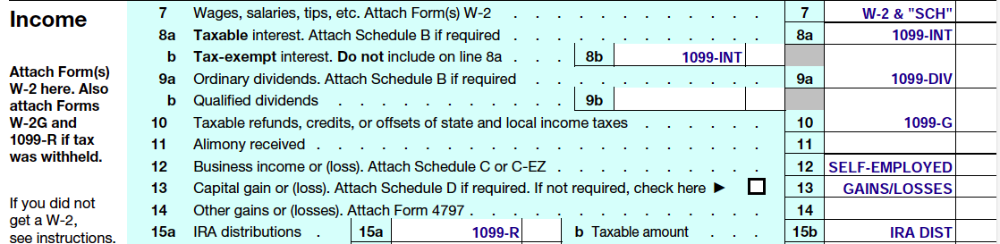 Income
7 Wages, salaries, tips, etc. Attach Form(s) W-2 . . . . . . . . . . . . 7 W-2 & "SCH"
8a Taxable interest. Attach Schedule B if required . . . . . . . . . . . . 8a 1099-INT
b Tax-exempt interest. Do not include on line 8a . . . 8b 1099-INT
Attach Form(s)
W-2 here. Also
attach Forms
W-2G and
1099-R if tax
was withheld.
9a Ordinary dividends. Attach Schedule B if required . . . . . . . . . . . 9a 1099-DIV
b Qualified dividends . . . . . . . . . . . 9b
10 Taxable refunds, credits, or offsets of state and local income taxes . . . . . . 10 1099-G
11 Alimony received . . . . . . . . . . . . . . . . . . . . . 11
12 Business income or (loss). Attach Schedule C or C-EZ . . . . . . . . . . 12 SELF-EMPLOYED
13 Capital gain or (loss). Attach Schedule D if required. If not required, check here ▶ ☐ 13 GAINS/LOSSES
If you did not
get a W-2,
see instructions.
14 Other gains or (losses). Attach Form 4797 . . . . . . . . . . . . . . 14
15a IRA distributions . 15a 1099-R b Taxable amount . . . 15b IRA DIST